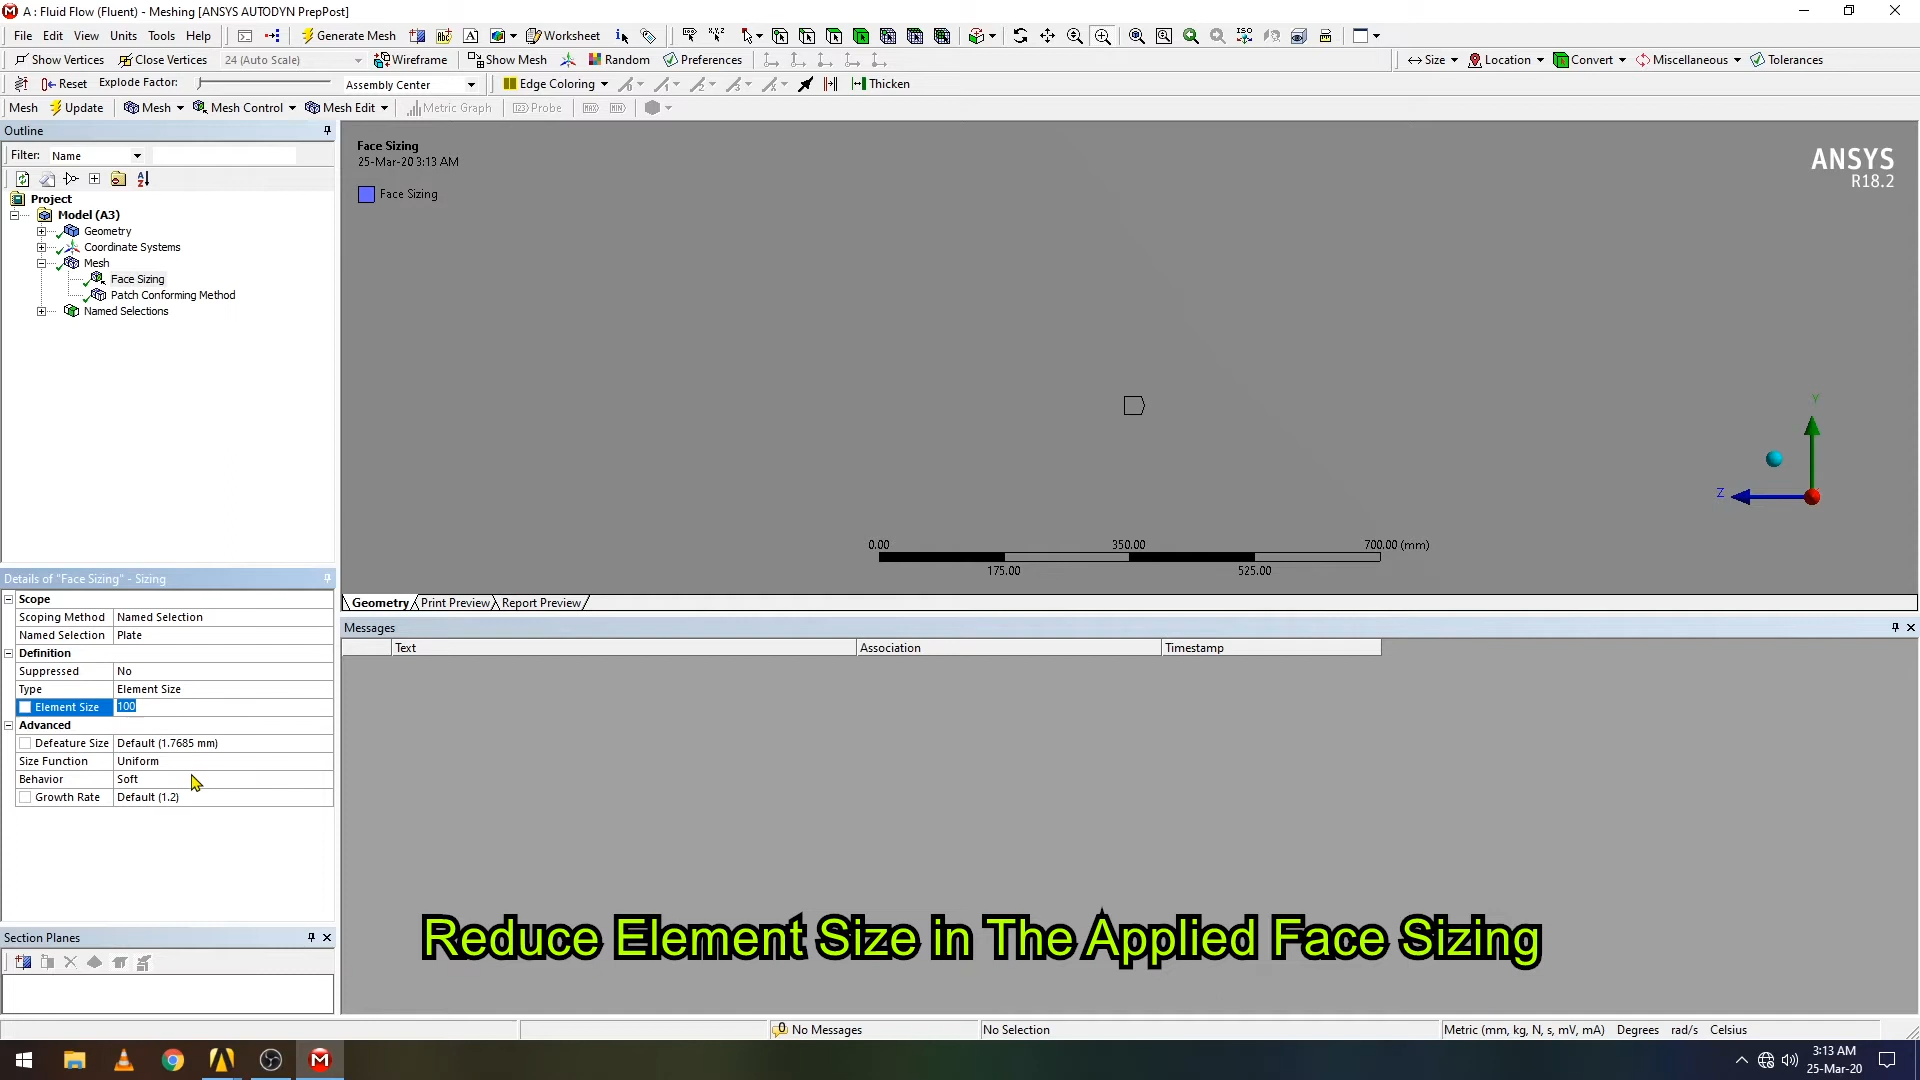 A : Fluid Flow (Fluent) - Meshing [ANSYS AUTODYN PrepPost]
File Edit View Units Tools Help Generate Mesh Worksheet
Show Vertices Close Vertices 24 (Auto Scale) Wireframe Show Mesh Random Preferences Size Location Convert Miscellaneous Tolerances
Reset Explode Factor: Assembly Center Edge Coloring Thicken
Mesh Update Mesh Mesh Control Mesh Edit Metric Graph Probe
Outline
Filter: Name
Project
Model (A3)
Geometry
Coordinate Systems
Mesh
Face Sizing
Patch Conforming Method
Named Selections
Face Sizing
25-Mar-20 3:13 AM
Face Sizing
ANSYS
R18.2
Y
Z
0.00 350.00 700.00 (mm)
175.00 525.00
Geometry Print Preview Report Preview
Details of "Face Sizing" - Sizing
Scope
Scoping Method Named Selection
Named Selection Plate
Definition
Suppressed No
Type Element Size
Element Size 100
Advanced
Defeature Size Default (1.7685 mm)
Size Function Uniform
Behavior Soft
Growth Rate Default (1.2)
Messages
Text Association Timestamp
Section Planes
Reduce Element Size in The Applied Face Sizing
0 No Messages No Selection Metric (mm, kg, N, s, mV, mA) Degrees rad/s Celsius
3:13 AM
25-Mar-20